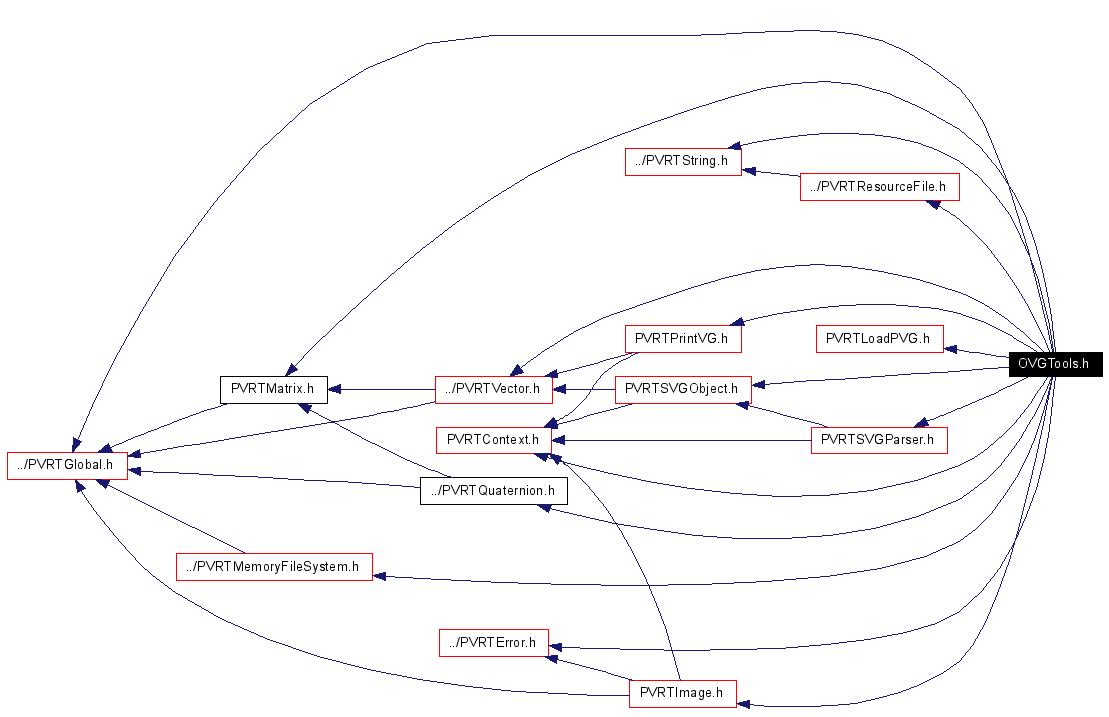 ../PVRTString.h
../PVRTResourceFile.h
PVRTPrintVG.h
PVRTLoadPVG.h
OVGTools.h
PVRTMatrix.h
../PVRTVector.h
PVRTSVGObject.h
PVRTContext.h
PVRTSVGParser.h
../PVRTGlobal.h
../PVRTQuaternion.h
../PVRTMemoryFileSystem.h
../PVRTError.h
PVRTImage.h